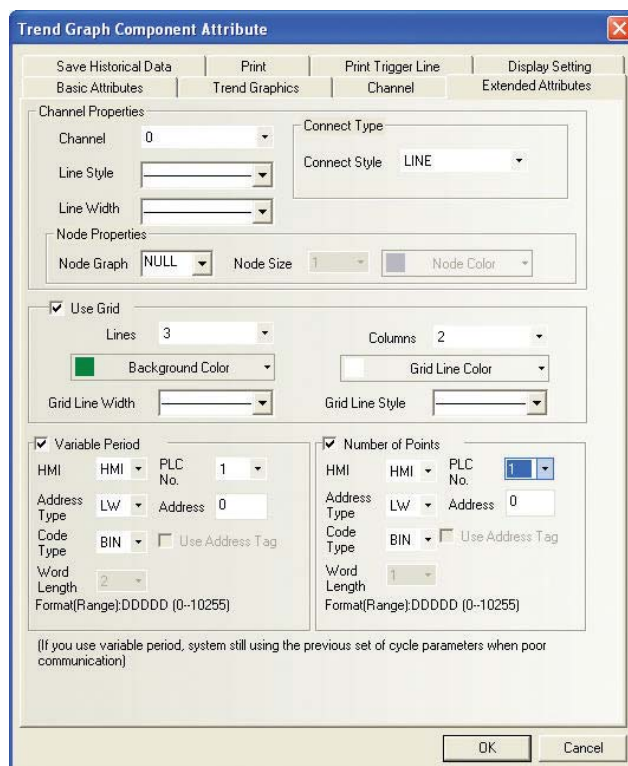 Trend Graph Component Attribute
Save Historical Data Print Print Trigger Line Display Setting
Basic Attributes Trend Graphics Channel Extended Attributes
Channel Properties
Channel 0
Line Style
Line Width
Connect Type
Connect Style LINE
Node Properties
Node Graph NULL Node Size 1 Node Color
Use Grid
Lines 3 Columns 2
Background Color Grid Line Color
Grid Line Width Grid Line Style
Variable Period
HMI HMI PLC No. 1
Address Type LW Address 0
Code Type BIN Use Address Tag
Word Length 2
Format(Range):DDDDD (0--10255)
Number of Points
HMI HMI PLC No. 1
Address Type LW Address 0
Code Type BIN Use Address Tag
Word Length 1
Format(Range):DDDDD (0--10255)
(If you use variable period, system still using the previous set of cycle parameters when poor
communication)
OK Cancel